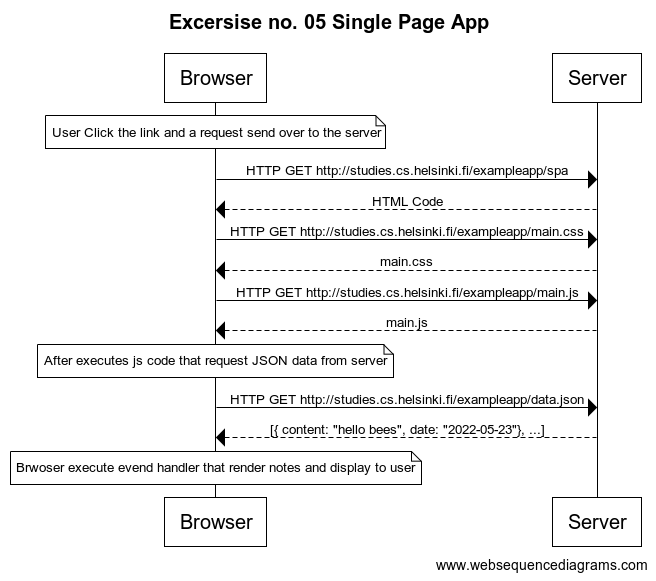 Excersise no. 05 Single Page App
Browser
Server
User Click the link and a request send over to the server
HTTP GET http://studies.cs.helsinki.fi/exampleapp/spa
HTML Code
HTTP GET http://studies.cs.helsinki.fi/exampleapp/main.css
main.css
HTTP GET http://studies.cs.helsinki.fi/exampleapp/main.js
main.js
After executes js code that request JSON data from server
HTTP GET http://studies.cs.helsinki.fi/exampleapp/data.json
[{ content: "hello bees", date: "2022-05-23"}, ...]
Brwoser execute evend handler that render notes and display to user
Browser
Server
www.websequencediagrams.com